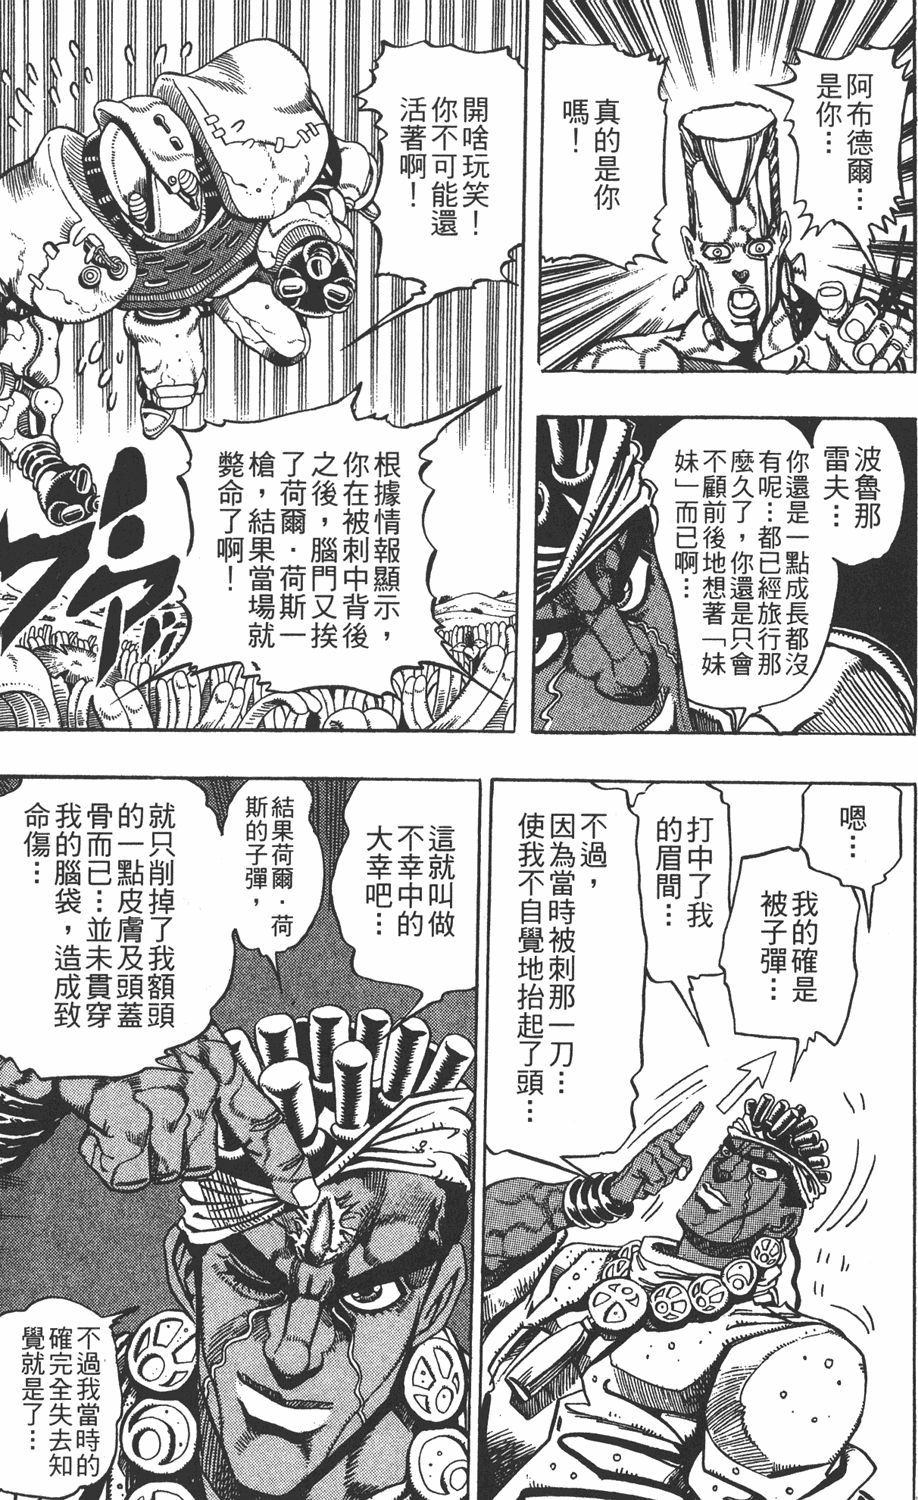 阿布德爾…
是你…
真的是你
嗎！
波魯那
雷夫…
你還是一點成長都沒
有呢…都已經旅行那
麼久了，你還是只會
不顧前後地想著「妹
妹」而已啊…
開啥玩笑！
你不可能還
活著啊！
根據情報顯示，
你在被刺中背後
之後，腦門又挨
了荷爾．荷斯一
槍，結果當場就
斃命了啊！
グアァ
嗯…
我的確是
被子彈…
打中了我
的眉間…
不過，
因為當時被刺那一刀…
使我不自覺地抬起了頭…
這就叫做
不幸中的
大幸吧…
結果荷爾．荷
斯的子彈，
就只削掉了我額頭
的一點皮膚及頭蓋
骨而已…並未貫穿
我的腦袋，造成致
命傷…
不過我當時的
確完全失去知
覺就是了…